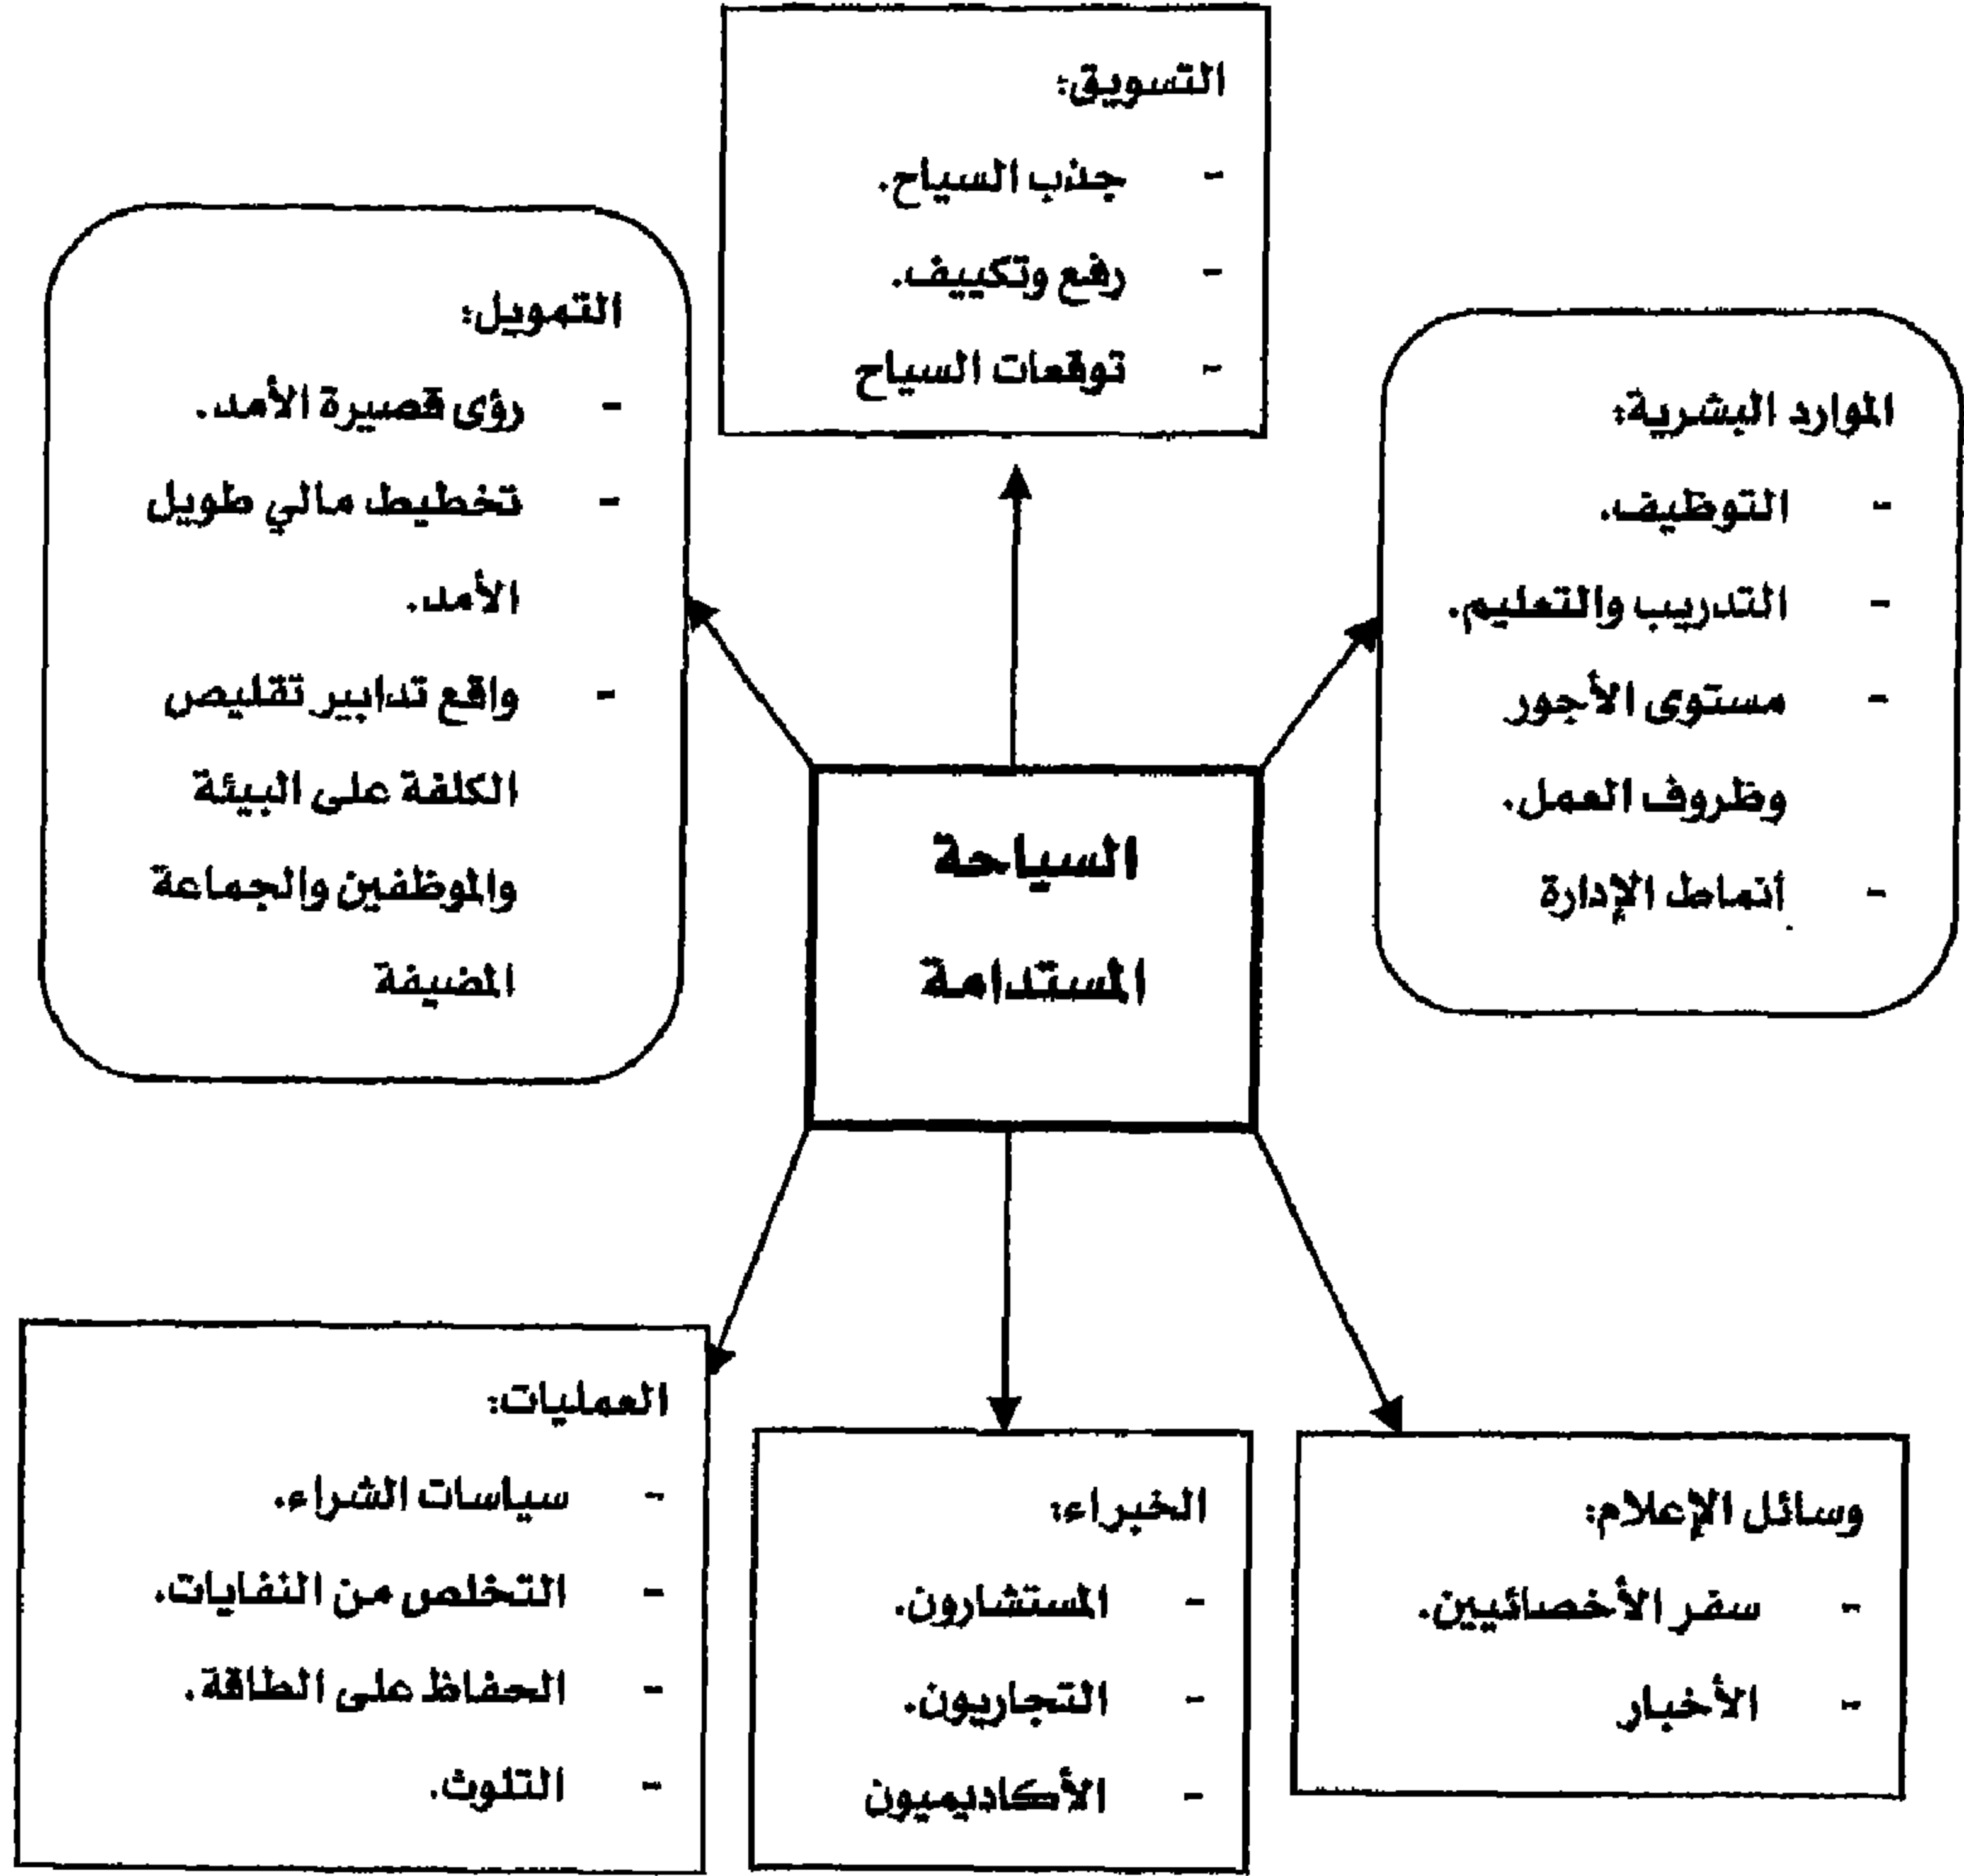 التسويق:
- جذب السياح.
- رفع وتكييف.
- توقعات السياح
الموارد البشرية:
- التوظيف.
- التدريب والتعليم.
- مستوى الأجور
وظروف العمل.
- أنماط الإدارة
التمويل:
- رؤى قصيرة الأمد.
- تخطيط مالي طويل
الأمد.
- واقع تدابير تقليص
الكلفة على البيئة
والموظفين والجماعة
المضيفة
السياحة
المستدامة
وسائل الإعلام:
- سفر الأخصائيين.
- الأخبار
الخبراء:
- المستشارون.
- التجاريون.
- الأكاديميون
العمليات:
- سياسات الشراء.
- التخلص من النفايات.
- الحفاظ على الطاقة.
- التلوث.